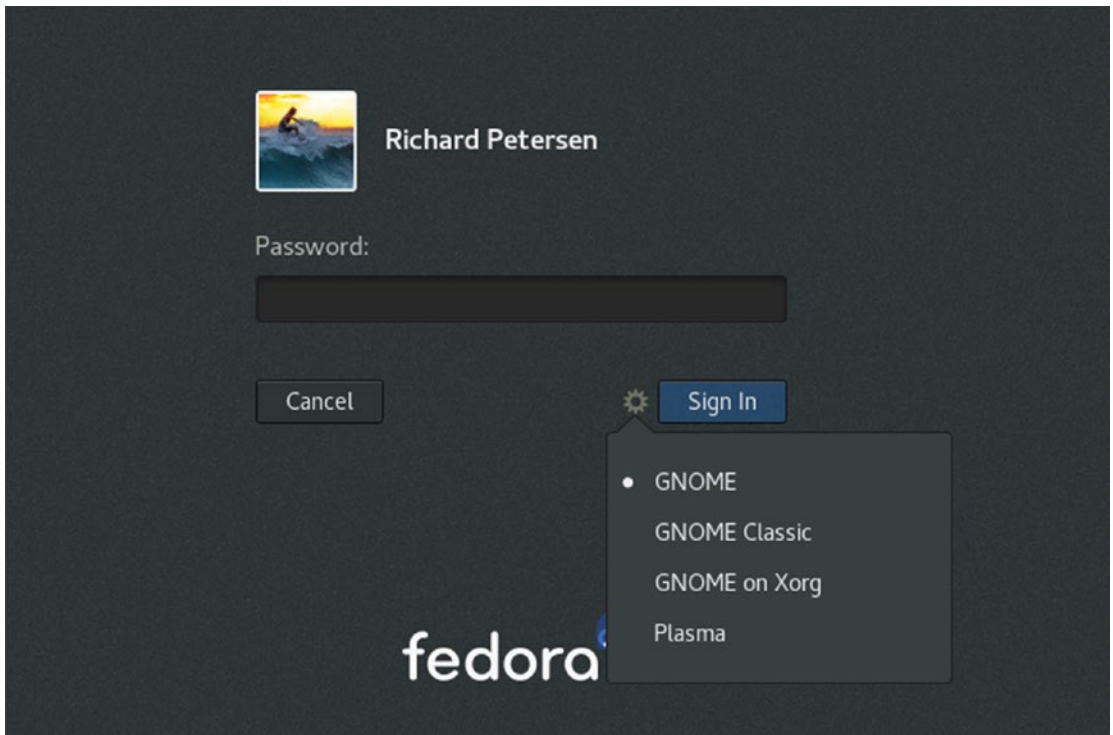 Richard Petersen
Password:
Cancel
Sign In
GNOME
GNOME Classic
GNOME on Xorg
Plasma
fedora